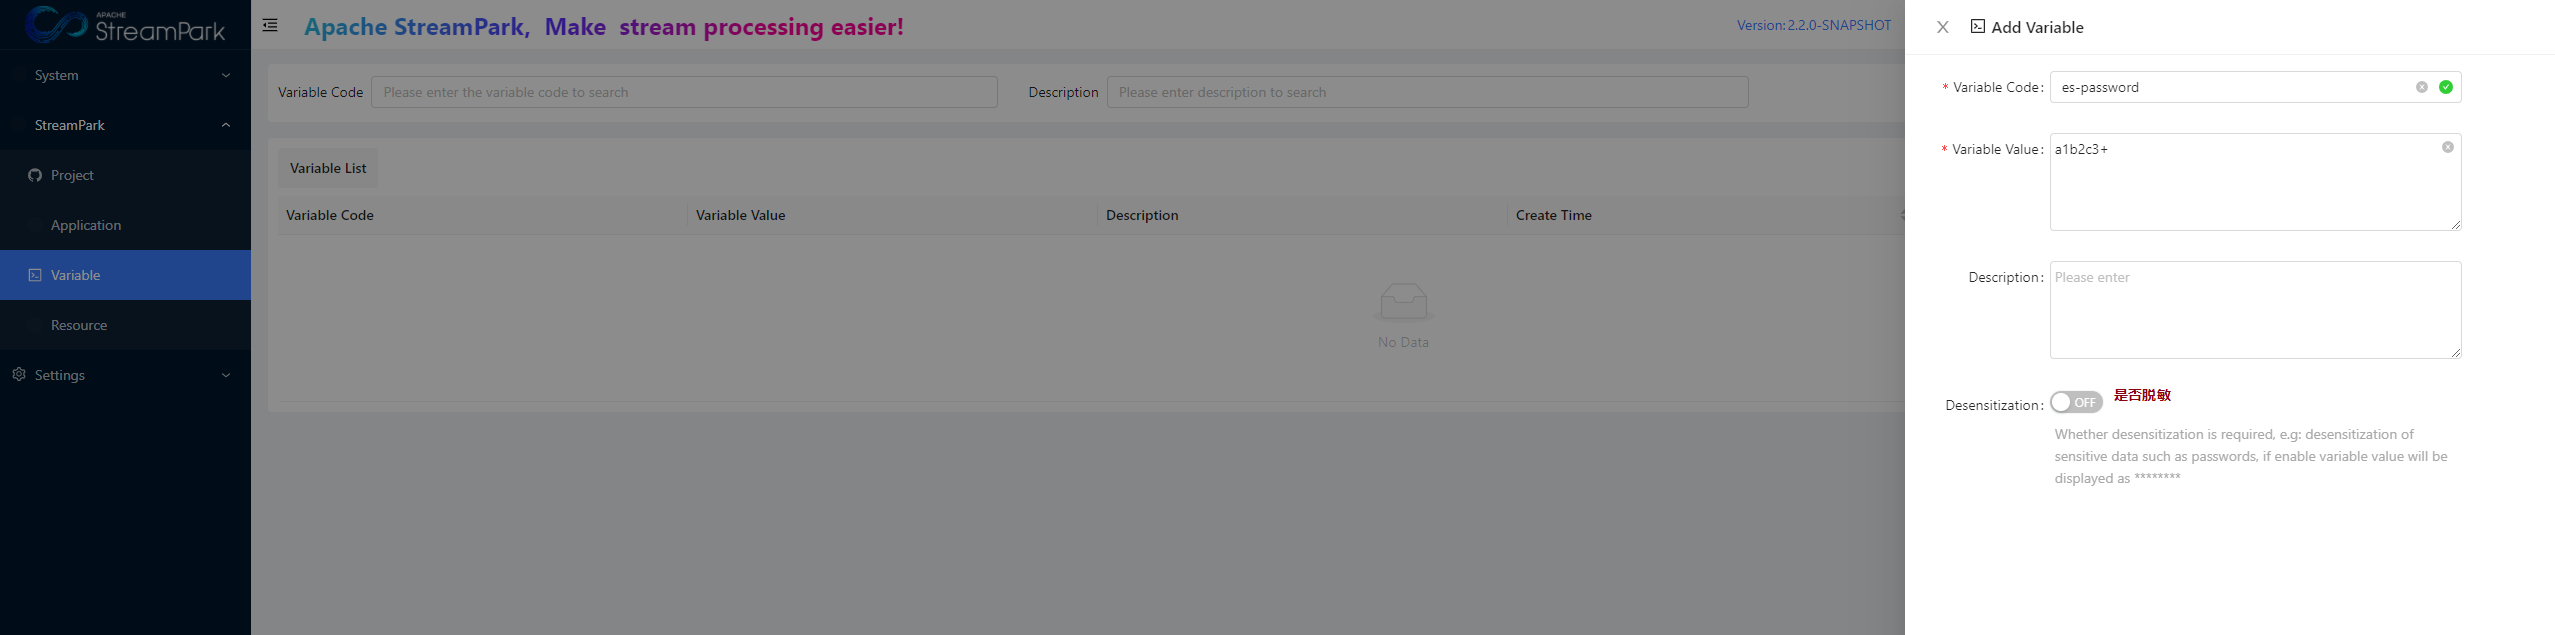 APACHE
StreamPark
System
StreamPark
Project
Application
Variable
Resource
Settings
Apache StreamPark, Make stream processing easier!
Version: 2.2.0-SNAPSHOT
Variable Code Please enter the variable code to search Description Please enter description to search
Variable List
Variable Code Variable Value Description Create Time
No Data
Add Variable
* Variable Code: es-password
* Variable Value: a1b2c3+
Description: Please enter
Desensitization: OFF 是否脱敏
Whether desensitization is required, e.g: desensitization of
sensitive data such as passwords, if enable variable value will be
displayed as ********